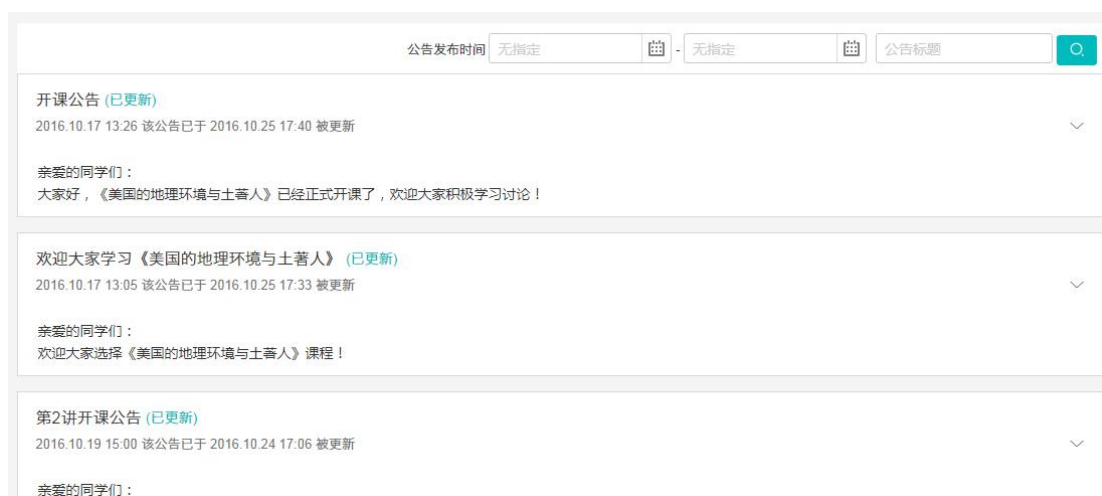 公告发布时间 无指定 - 无指定 公告标题
开课公告 (已更新)
2016.10.17 13:26 该公告已于 2016.10.25 17:40 被更新
亲爱的同学们：
大家好，《美国的地理环境与土著人》已经正式开课了，欢迎大家积极学习讨论！
欢迎大家学习《美国的地理环境与土著人》 (已更新)
2016.10.17 13:05 该公告已于 2016.10.25 17:33 被更新
亲爱的同学们：
欢迎大家选择《美国的地理环境与土著人》课程！
第2讲开课公告 (已更新)
2016.10.19 15:00 该公告已于 2016.10.24 17:06 被更新
亲爱的同学们：